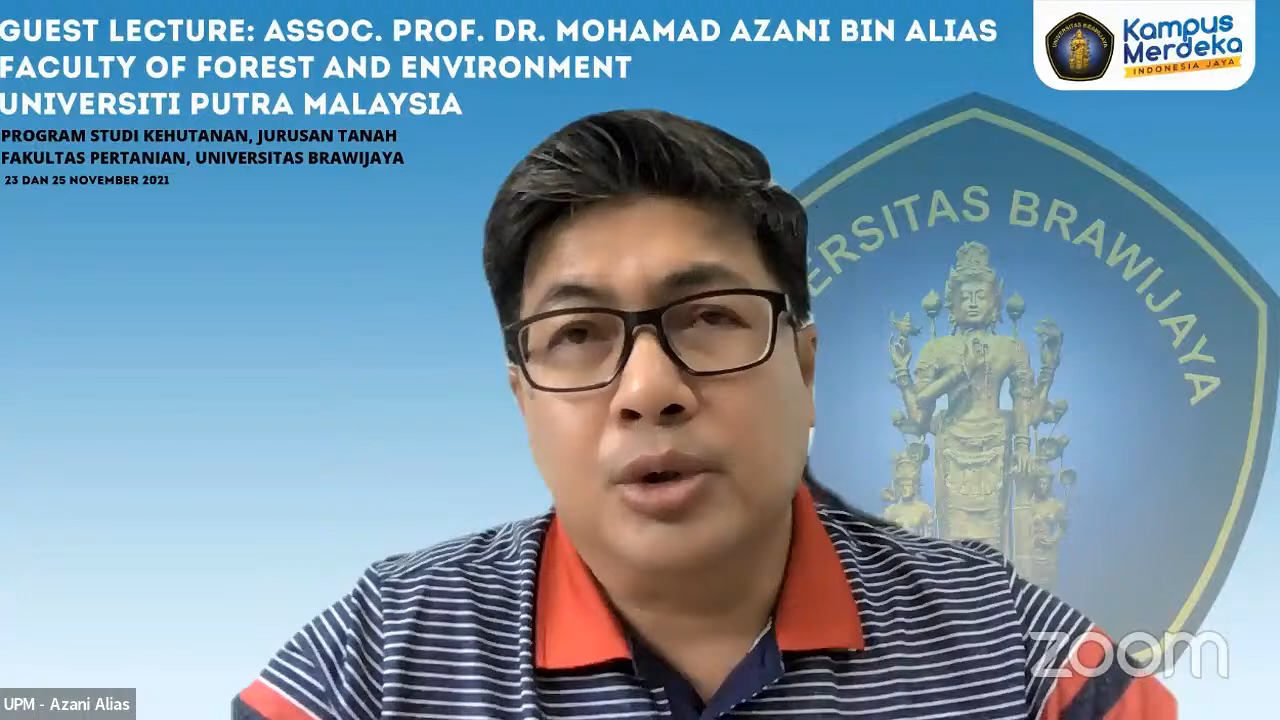 GUEST LECTURE: ASSOC. PROF. DR. MOHAMAD AZANI BIN ALIAS
FACULTY OF FOREST AND ENVIRONMENT
UNIVERSITI PUTRA MALAYSIA
PROGRAM STUDI KEHUTANAN, JURUSAN TANAH
FAKULTAS PERTANIAN, UNIVERSITAS BRAWIJAYA
23 DAN 25 NOVEMBER 2021
UNIVERSITAS BRAWIJAYA
Kampus
Merdeka
INDONESIA JAYA
ERSITAS BRAWIJAYA
zoom
UPM - Azani Alias